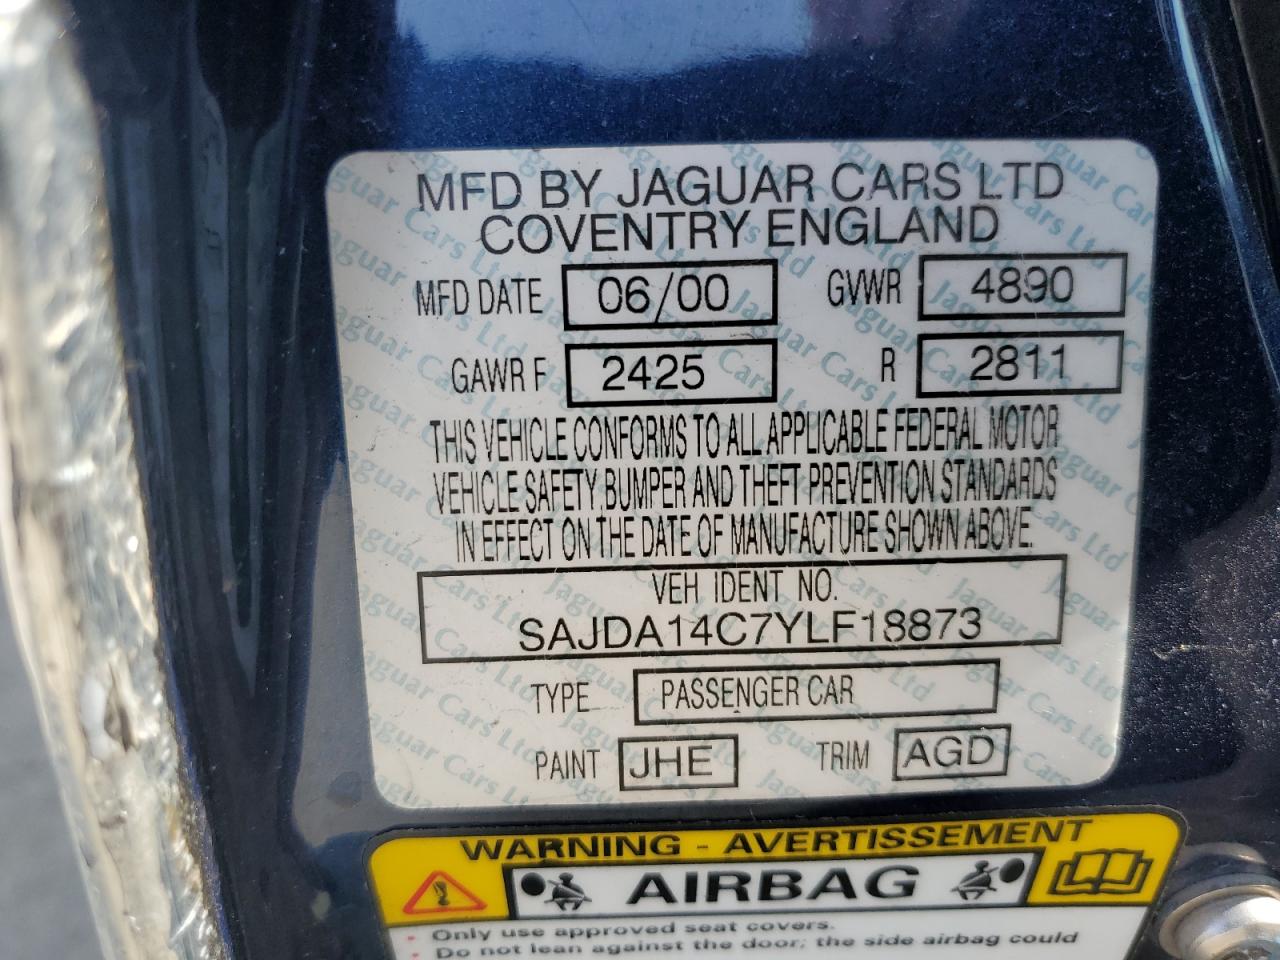 MFD BY JAGUAR CARS LTD
COVENTRY ENGLAND
MFD DATE 06/00 GVWR 4890
GAWR F 2425 R 2811
THIS VEHICLE CONFORMS TO ALL APPLICABLE FEDERAL MOTOR
VEHICLE SAFETY, BUMPER AND THEFT PREVENTION STANDARDS
IN EFFECT ON THE DATE OF MANUFACTURE SHOWN ABOVE.
VEH IDENT NO.
SAJDA14C7YLF18873
TYPE PASSENGER CAR
PAINT JHE TRIM AGD
WARNING - AVERTISSEMENT
AIRBAG
• Only use approved seat covers.
• Do not lean against the door; the side airbag could